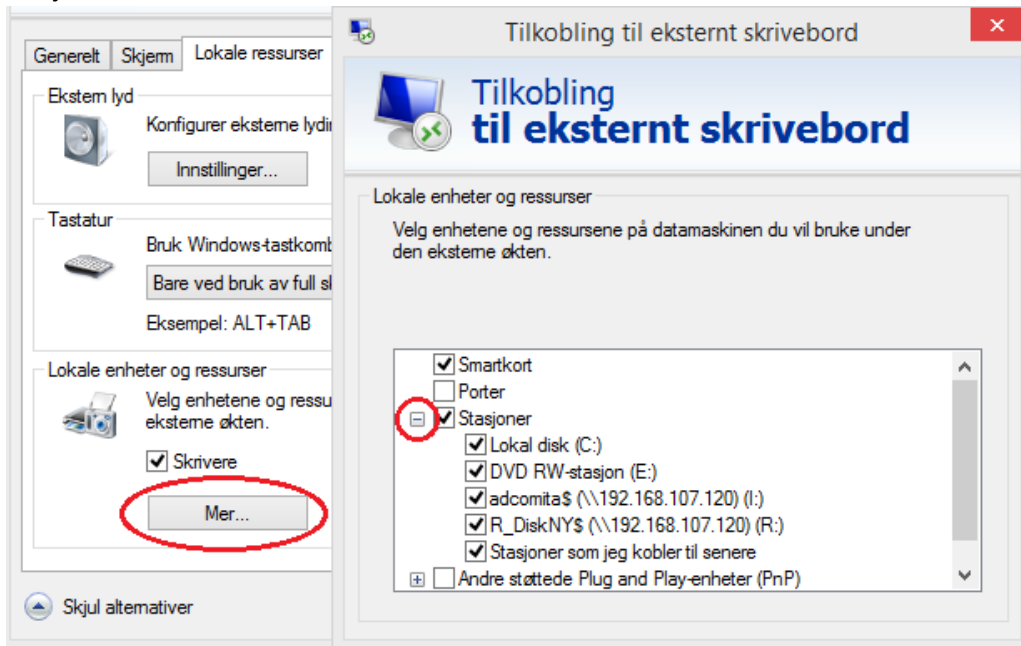 Generelt Skjerm Lokale ressurser
Ekstern lyd
Konfigurer eksterne lydin
Innstillinger...
Tastatur
Bruk Windows-tastkomb
Bare ved bruk av full sk
Eksempel: ALT+TAB
Lokale enheter og ressurser
Velg enhetene og ressu
eksterne økten.
Skrivere
Mer...
Skjul alternativer
Tilkobling til eksternt skrivebord
Tilkobling
til eksternt skrivebord
Lokale enheter og ressurser
Velg enhetene og ressursene på datamaskinen du vil bruke under
den eksterne økten.
Smartkort
Porter
Stasjoner
Lokal disk (C:)
DVD RW-stasjon (E:)
adcomita$ (\\192.168.107.120) (I:)
R_DiskNY$ (\\192.168.107.120) (R:)
Stasjoner som jeg kobler til senere
Andre støttede Plug and Play-enheter (PnP)